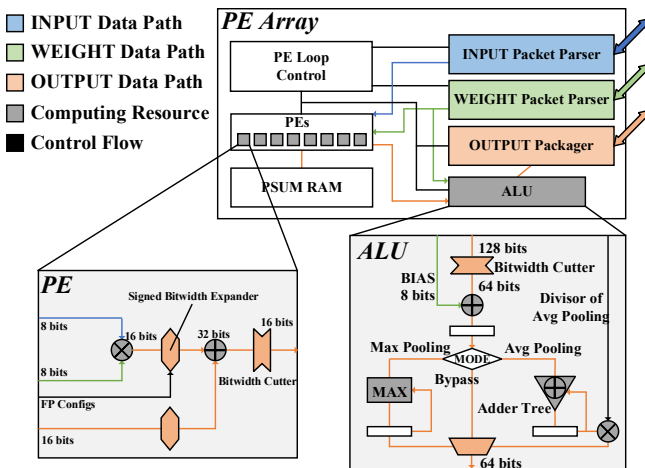 INPUT Data Path
WEIGHT Data Path
OUTPUT Data Path
Computing Resource
Control Flow
PE Array
PE Loop
Control
INPUT Packet Parser
WEIGHT Packet Parser
PEs
OUTPUT Packager
PSUM RAM
ALU
PE
Signed Bitwidth Expander
8 bits
16 bits
32 bits
16 bits
8 bits
Bitwidth Cutter
FP Configs
16 bits
ALU
128 bits
Bitwidth Cutter
BIAS
8 bits
64 bits
Divisor of
Avg Pooling
Max Pooling
MODE
Avg Pooling
Bypass
MAX
Adder Tree
64 bits